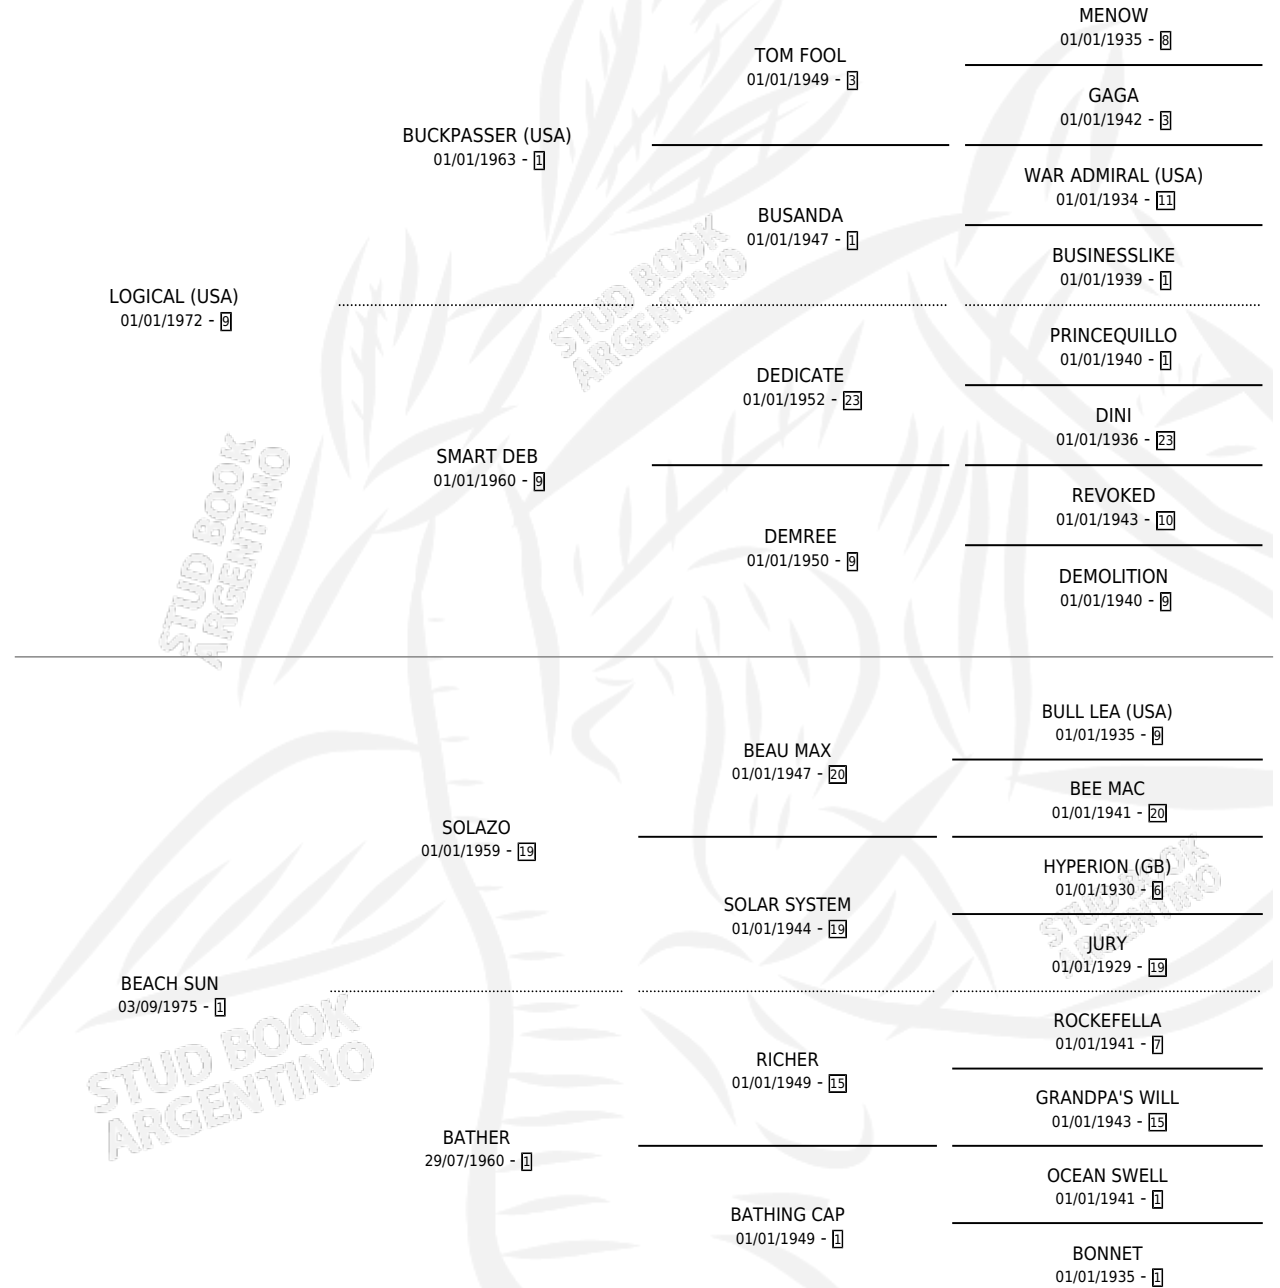 MENOW
01/01/1935 - 8
TOM FOOL
01/01/1949 - 3
GAGA
01/01/1942 - 3
BUCKPASSER (USA)
01/01/1963 - 1
WAR ADMIRAL (USA)
01/01/1934 - 11
BUSANDA
01/01/1947 - 1
BUSINESSLIKE
01/01/1939 - 1
LOGICAL (USA)
01/01/1972 - 9
PRINCEQUILLO
01/01/1940 - 1
DEDICATE
01/01/1952 - 23
DINI
01/01/1936 - 23
SMART DEB
01/01/1960 - 9
REVOKED
01/01/1943 - 10
DEMREE
01/01/1950 - 9
DEMOLITION
01/01/1940 - 9
BULL LEA (USA)
01/01/1935 - 9
BEAU MAX
01/01/1947 - 20
BEE MAC
01/01/1941 - 20
SOLAZO
01/01/1959 - 19
HYPERION (GB)
01/01/1930 - 6
SOLAR SYSTEM
01/01/1944 - 19
JURY
01/01/1929 - 19
BEACH SUN
03/09/1975 - 1
ROCKEFELLA
01/01/1941 - 7
RICHER
01/01/1949 - 15
GRANDPA'S WILL
01/01/1943 - 15
BATHER
29/07/1960 - 1
OCEAN SWELL
01/01/1941 - 1
BATHING CAP
01/01/1949 - 1
BONNET
01/01/1935 - 1
STUD BOOK
ARGENTINO
STUD BOOK
ARGENTINO
STUD BOOK
ARGENTINO
STUD BOOK
ARGENTINO